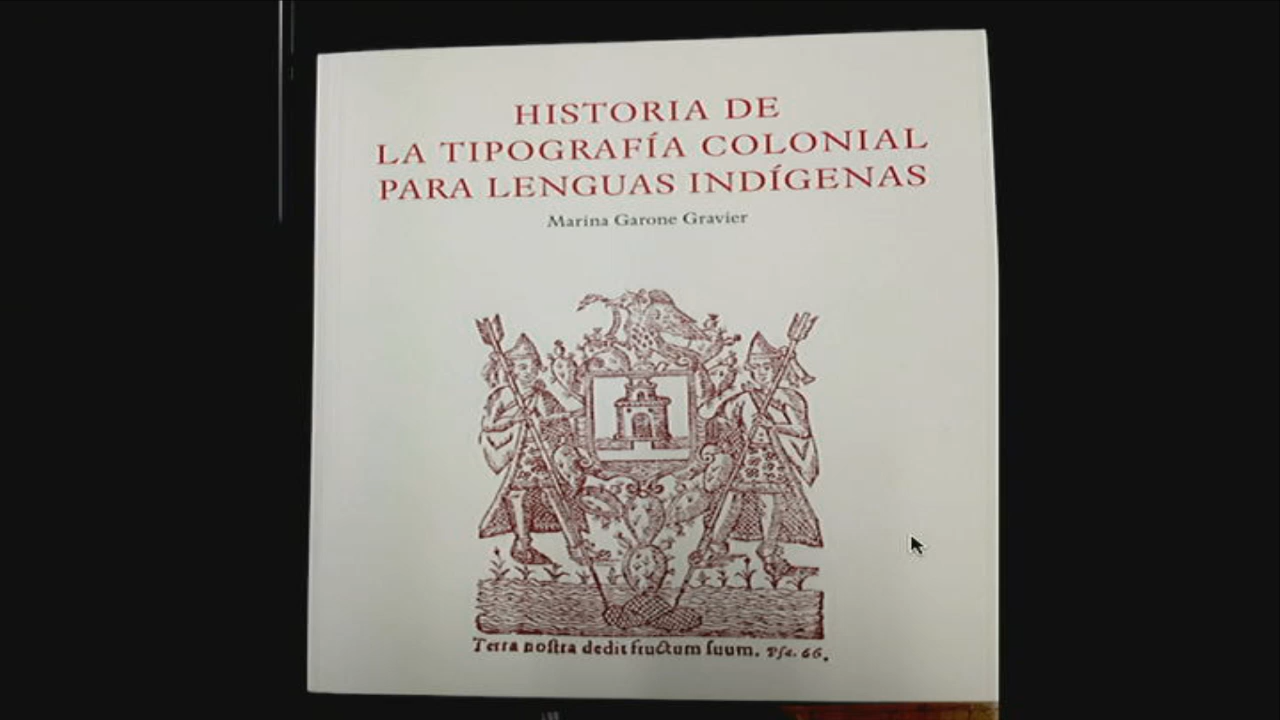 HISTORIA DE
LA TIPOGRAFÍA COLONIAL
PARA LENGUAS INDÍGENAS
Marina Garone Gravier
Terra noſtra dedit fructum ſuum. Pſa. 66.